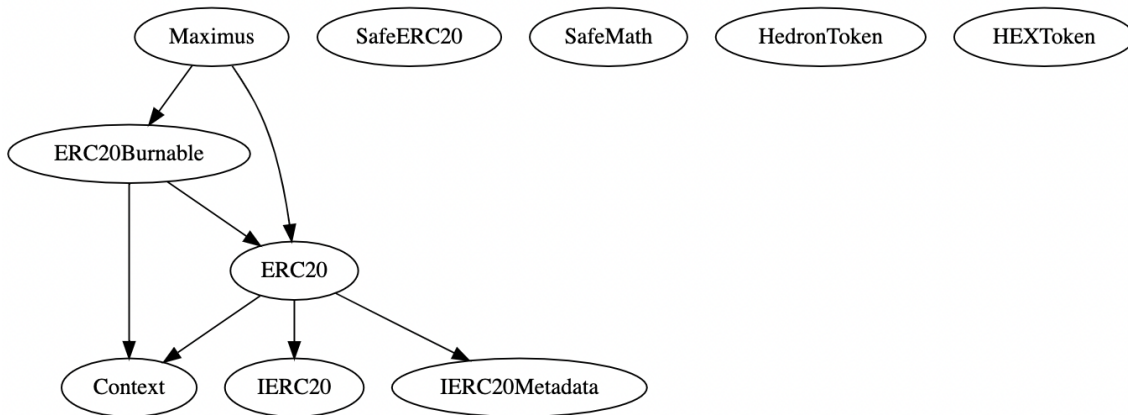 Maximus
SafeERC20
SafeMath
HedronToken
HEXToken
ERC20Burnable
ERC20
Context
IERC20
IERC20Metadata